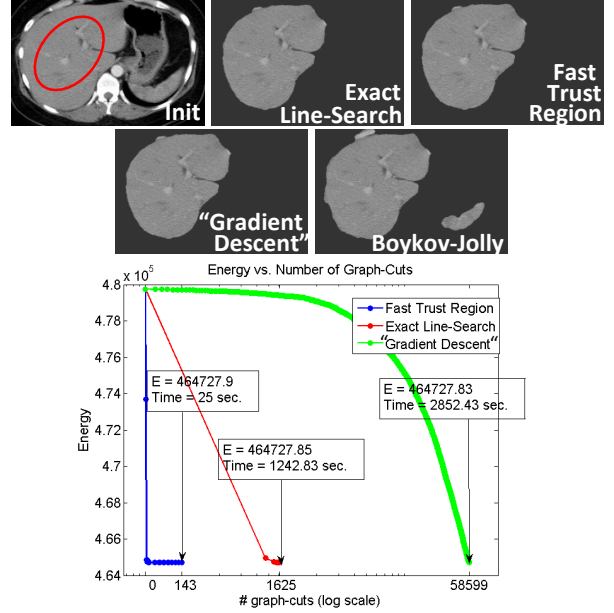 Init
Exact
Line-Search
Fast
Trust
Region
“Gradient
Descent”
Boykov-Jolly
Energy vs. Number of Graph-Cuts
x 10^5
4.8
4.78
4.76
4.74
4.72
4.7
4.68
4.66
4.64
Energy
Fast Trust Region
Exact Line-Search
“Gradient Descent“
E = 464727.9
Time = 25 sec.
E = 464727.83
Time = 2852.43 sec.
E = 464727.85
Time = 1242.83 sec.
0 143 1625 58599
# graph-cuts (log scale)